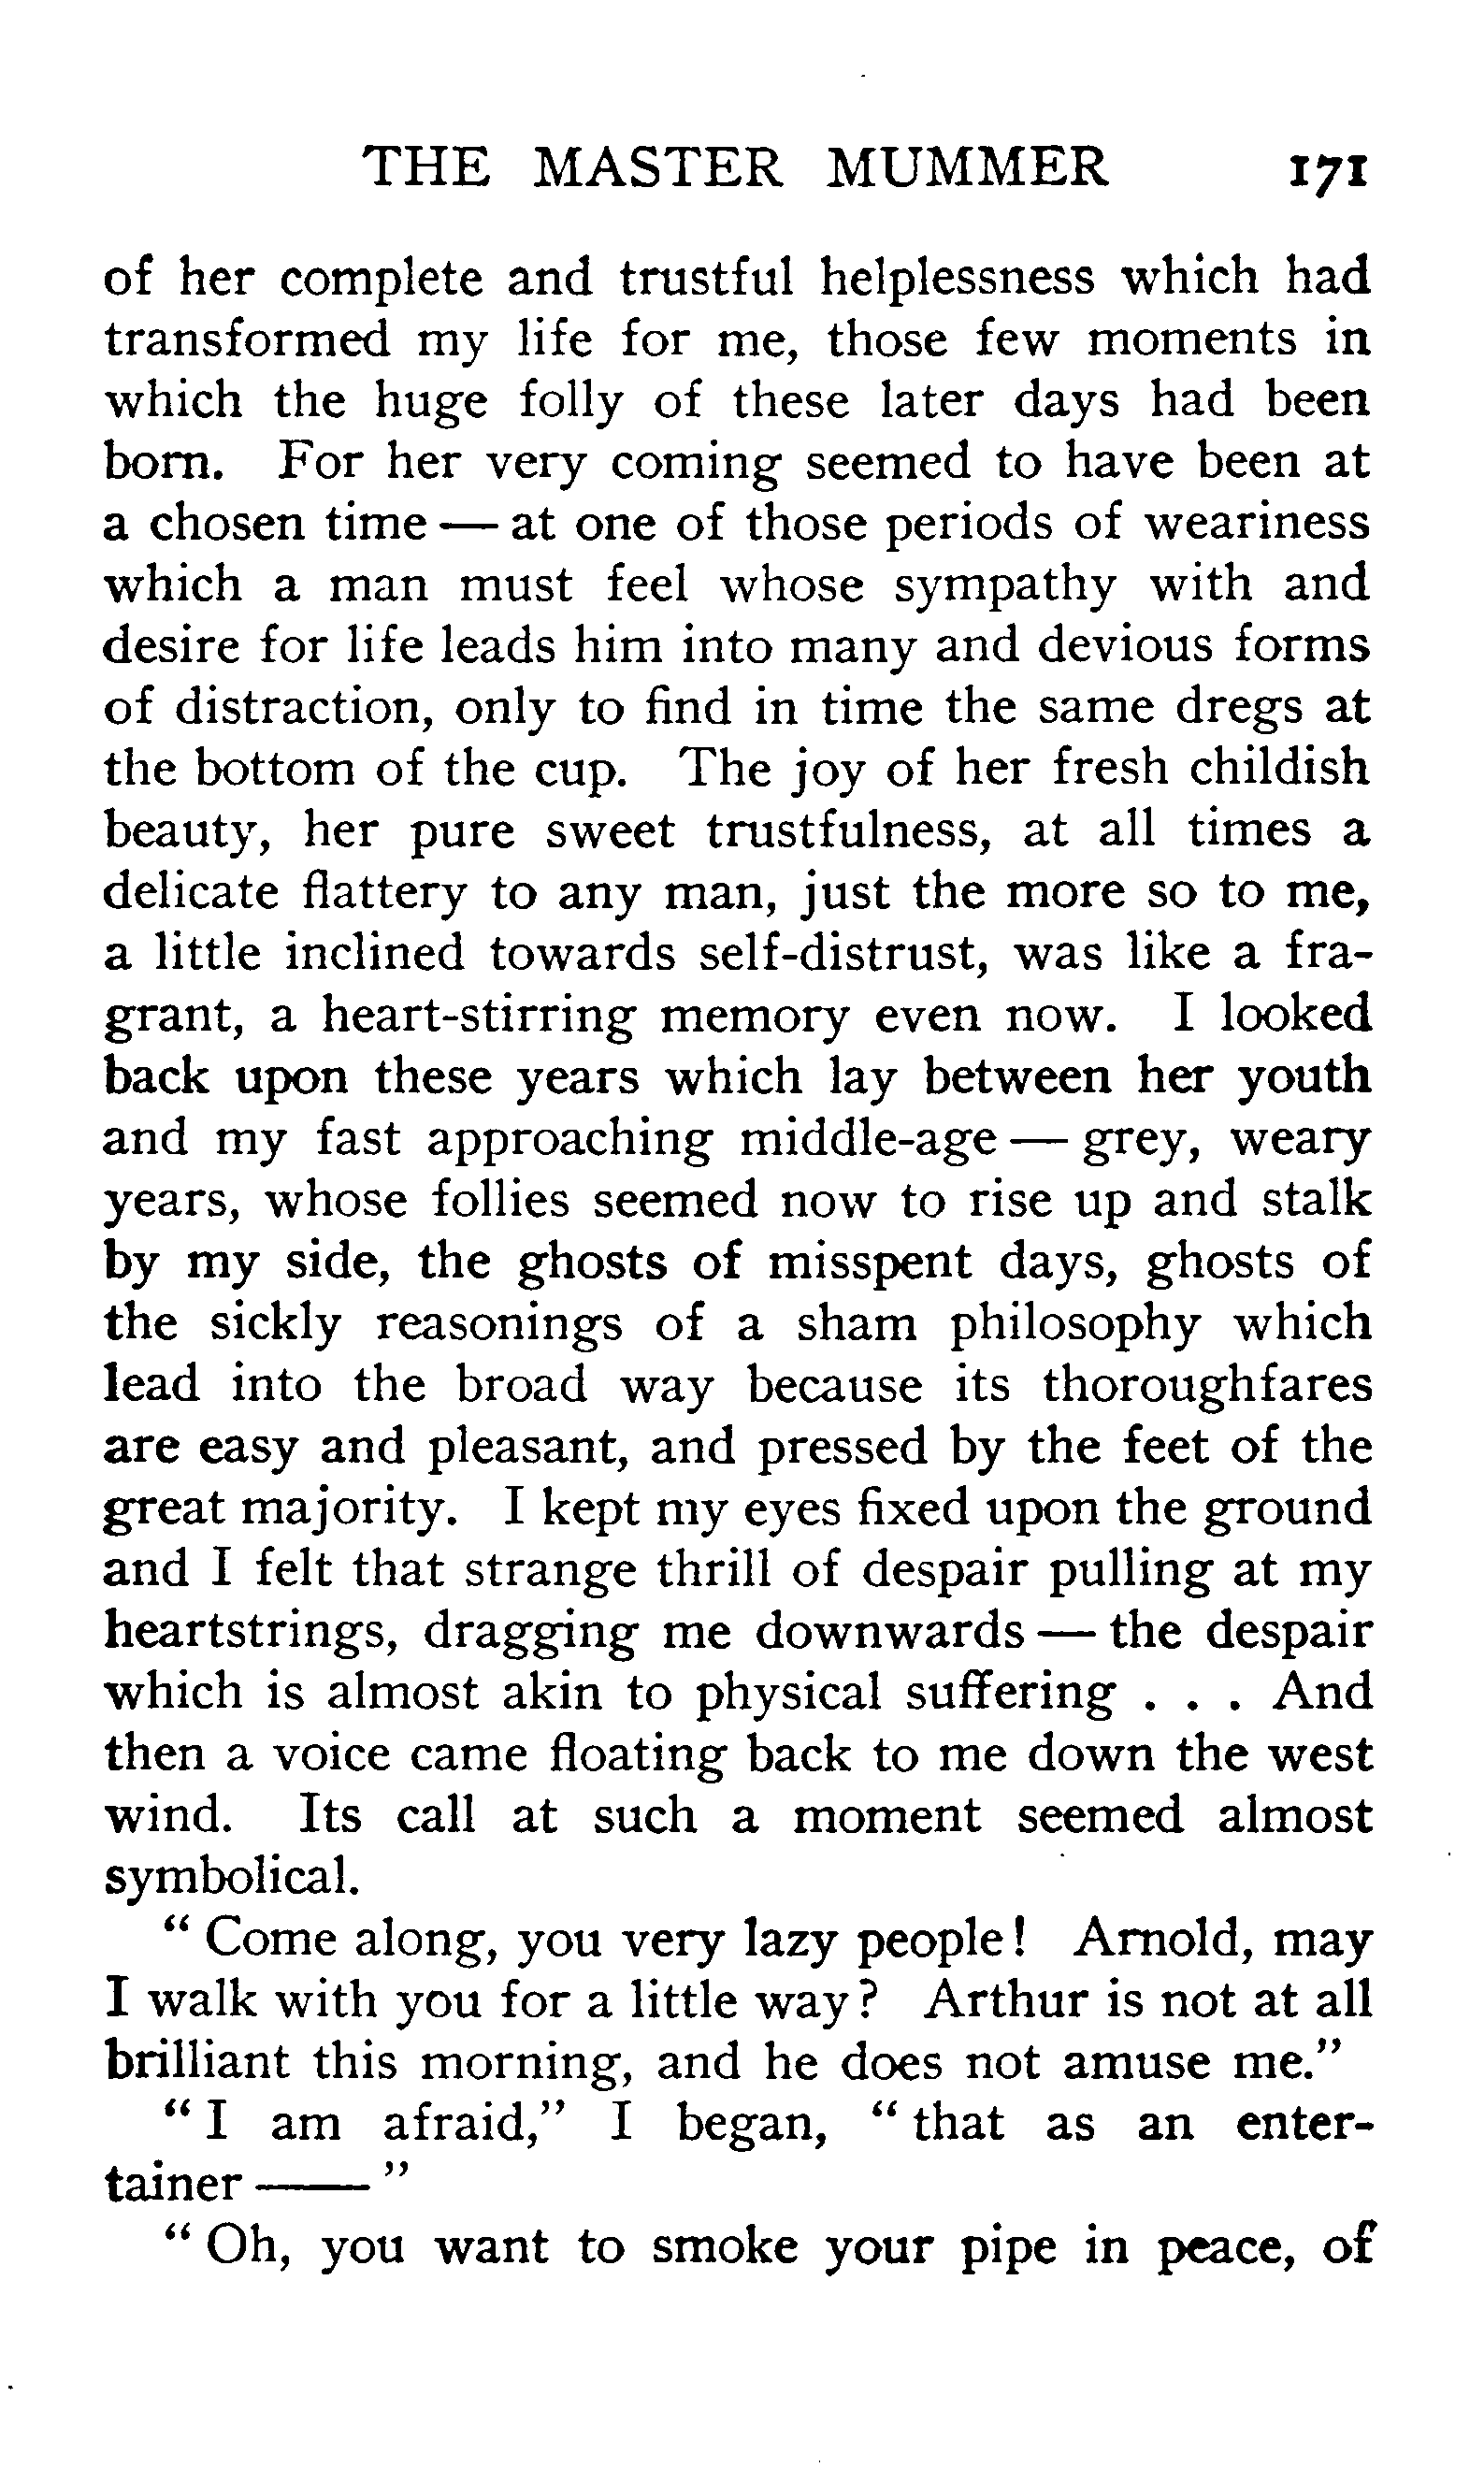 THE MASTER MUMMER 171
of her complete and trustful helplessness which had
transformed my life for me, those few moments in
which the huge folly of these later days had been
born. For her very coming seemed to have been at
a chosen time — at one of those periods of weariness
which a man must feel whose sympathy with and
desire for life leads him into many and devious forms
of distraction, only to find in time the same dregs at
the bottom of the cup. The joy of her fresh childish
beauty, her pure sweet trustfulness, at all times a
delicate flattery to any man, just the more so to me,
a little inclined towards self-distrust, was like a fra-
grant, a heart-stirring memory even now. I looked
back upon these years which lay between her youth
and my fast approaching middle-age — grey, weary
years, whose follies seemed now to rise up and stalk
by my side, the ghosts of misspent days, ghosts of
the sickly reasonings of a sham philosophy which
lead into the broad way because its thoroughfares
are easy and pleasant, and pressed by the feet of the
great majority. I kept my eyes fixed upon the ground
and I felt that strange thrill of despair pulling at my
heartstrings, dragging me downwards — the despair
which is almost akin to physical suffering . . . And
then a voice came floating back to me down the west
wind. Its call at such a moment seemed almost
symbolical.
“ Come along, you very lazy people! Arnold, may
I walk with you for a little way? Arthur is not at all
brilliant this morning, and he does not amuse me.”
“ I am afraid,” I began, “ that as an enter-
tainer —— ”
“ Oh, you want to smoke your pipe in peace, of